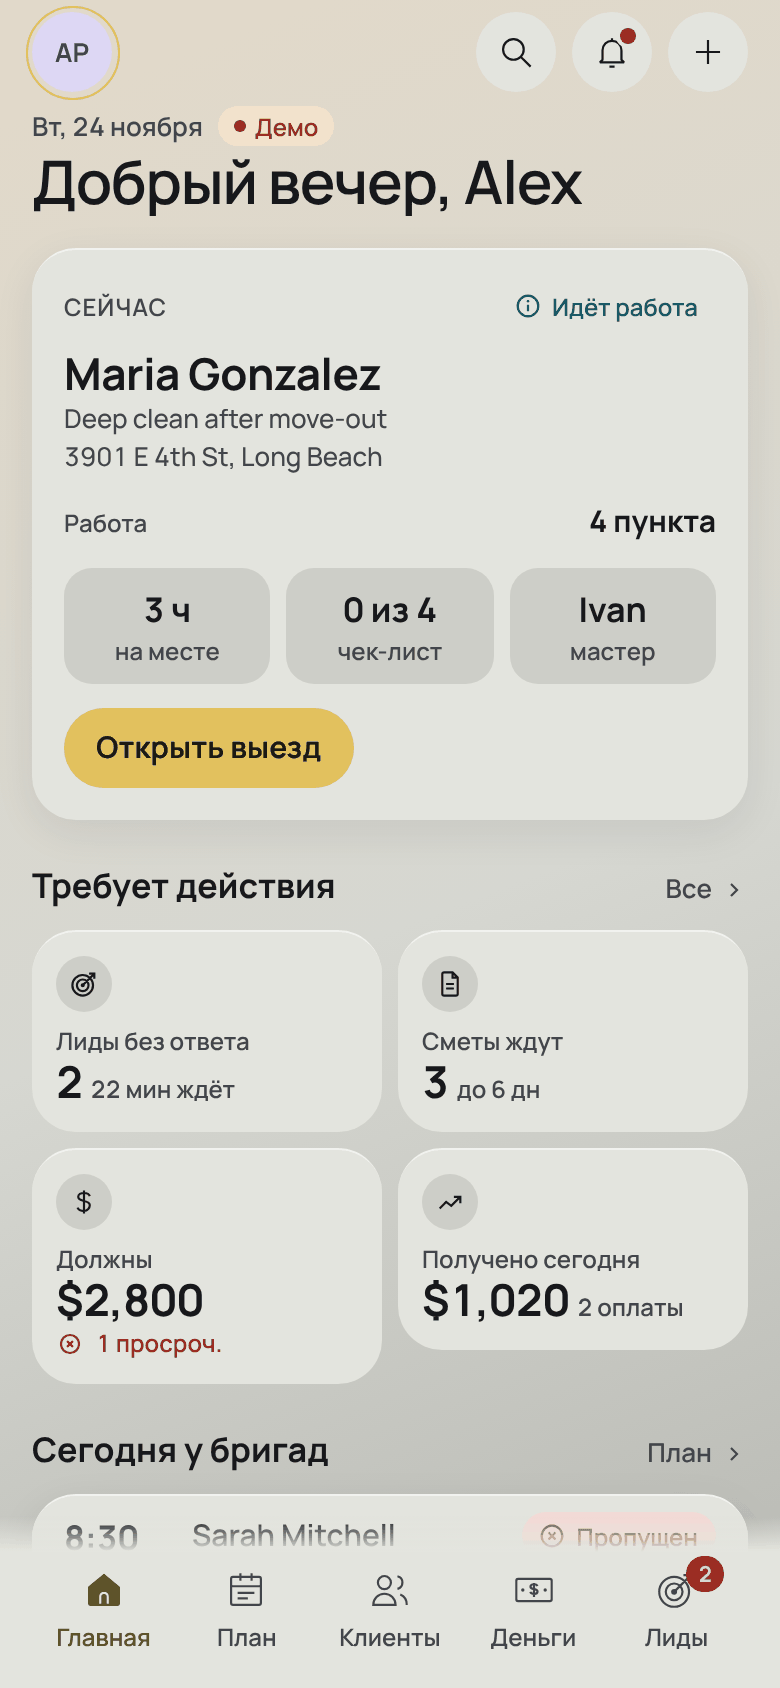 AP
Вт, 24 ноября Демо
Добрый вечер, Alex
СЕЙЧАС Идёт работа
Maria Gonzalez
Deep clean after move-out
3901 E 4th St, Long Beach
Работа 4 пункта
3 ч 0 из 4 Ivan
на месте чек-лист мастер
Открыть выезд
Требует действия Все
Лиды без ответа
2 22 мин ждёт
Сметы ждут
3 до 6 дн
$
Должны
$2,800
1 просроч.
Получено сегодня
$1,020 2 оплаты
Сегодня у бригад План
8:30 Sarah Mitchell Пропущен
$ 2
Главная План Клиенты Деньги Лиды